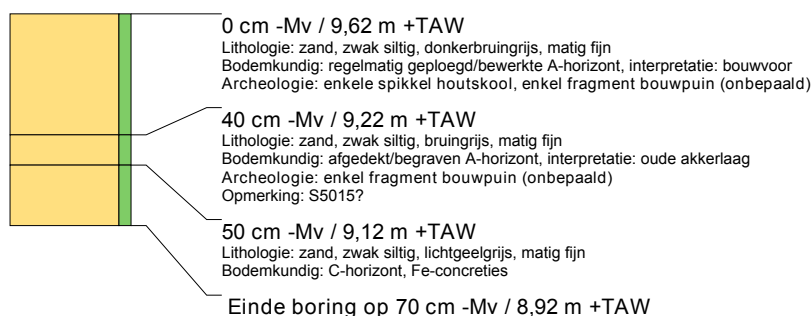 0 cm -Mv / 9,62 m +TAW
Lithologie: zand, zwak siltig, donkerbruingrijs, matig fijn
Bodemkundig: regelmatig geploegd/bewerkte A-horizont, interpretatie: bouwvoor
Archeologie: enkele spikkel houtskool, enkel fragment bouwpuin (onbepaald)
40 cm -Mv / 9,22 m +TAW
Lithologie: zand, zwak siltig, bruingrijs, matig fijn
Bodemkundig: afgedekt/begraven A-horizont, interpretatie: oude akkerlaag
Archeologie: enkel fragment bouwpuin (onbepaald)
Opmerking: S5015?
50 cm -Mv / 9,12 m +TAW
Lithologie: zand, zwak siltig, lichtgeelgrijs, matig fijn
Bodemkundig: C-horizont, Fe-concreties
Einde boring op 70 cm -Mv / 8,92 m +TAW